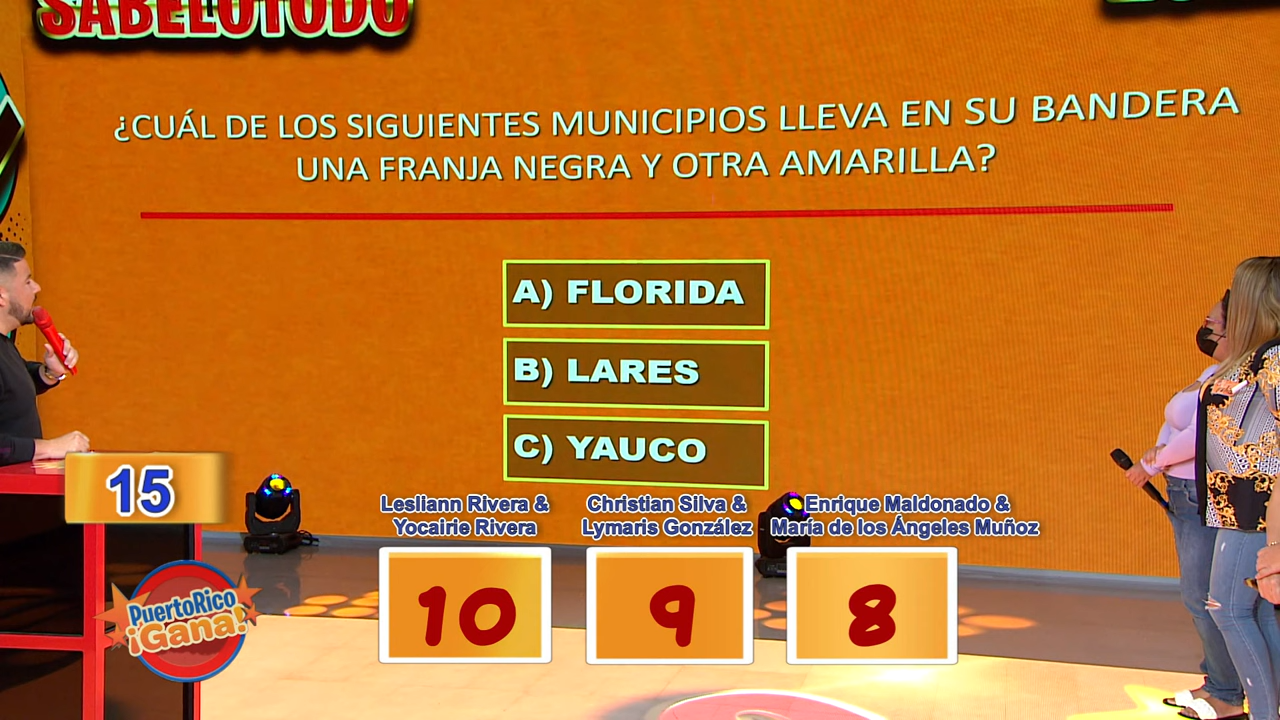 SABELOTODO
¿CUÁL DE LOS SIGUIENTES MUNICIPIOS LLEVA EN SU BANDERA
UNA FRANJA NEGRA Y OTRA AMARILLA?
A) FLORIDA
B) LARES
C) YAUCO
15
Lesliann Rivera &
Yocairie Rivera
Christian Silva &
Lymaris González
Enrique Maldonado &
María de los Ángeles Muñoz
10
9
8
PuertoRico
¡Gana!